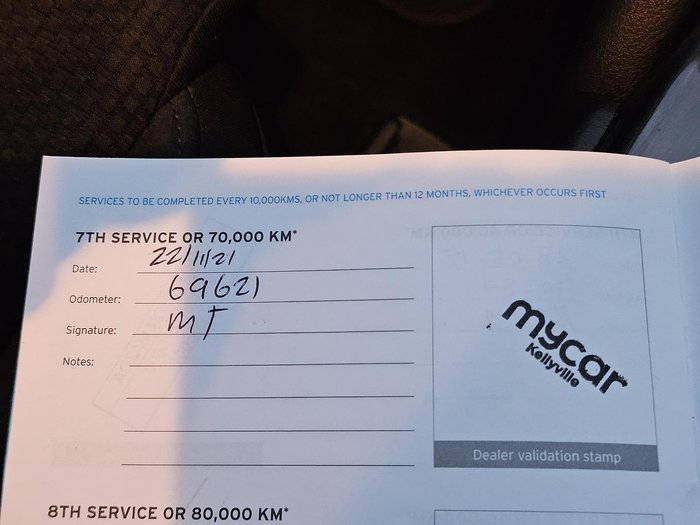 SERVICES TO BE COMPLETED EVERY 10,000KMS, OR NOT LONGER THAN 12 MONTHS, WHICHEVER OCCURS FIRST
7TH SERVICE OR 70,000 KM*
Date: 22/11/21
Odometer: 69621
Signature: MT
Notes:
mycar
Kellyville
Dealer validation stamp
8TH SERVICE OR 80,000 KM*